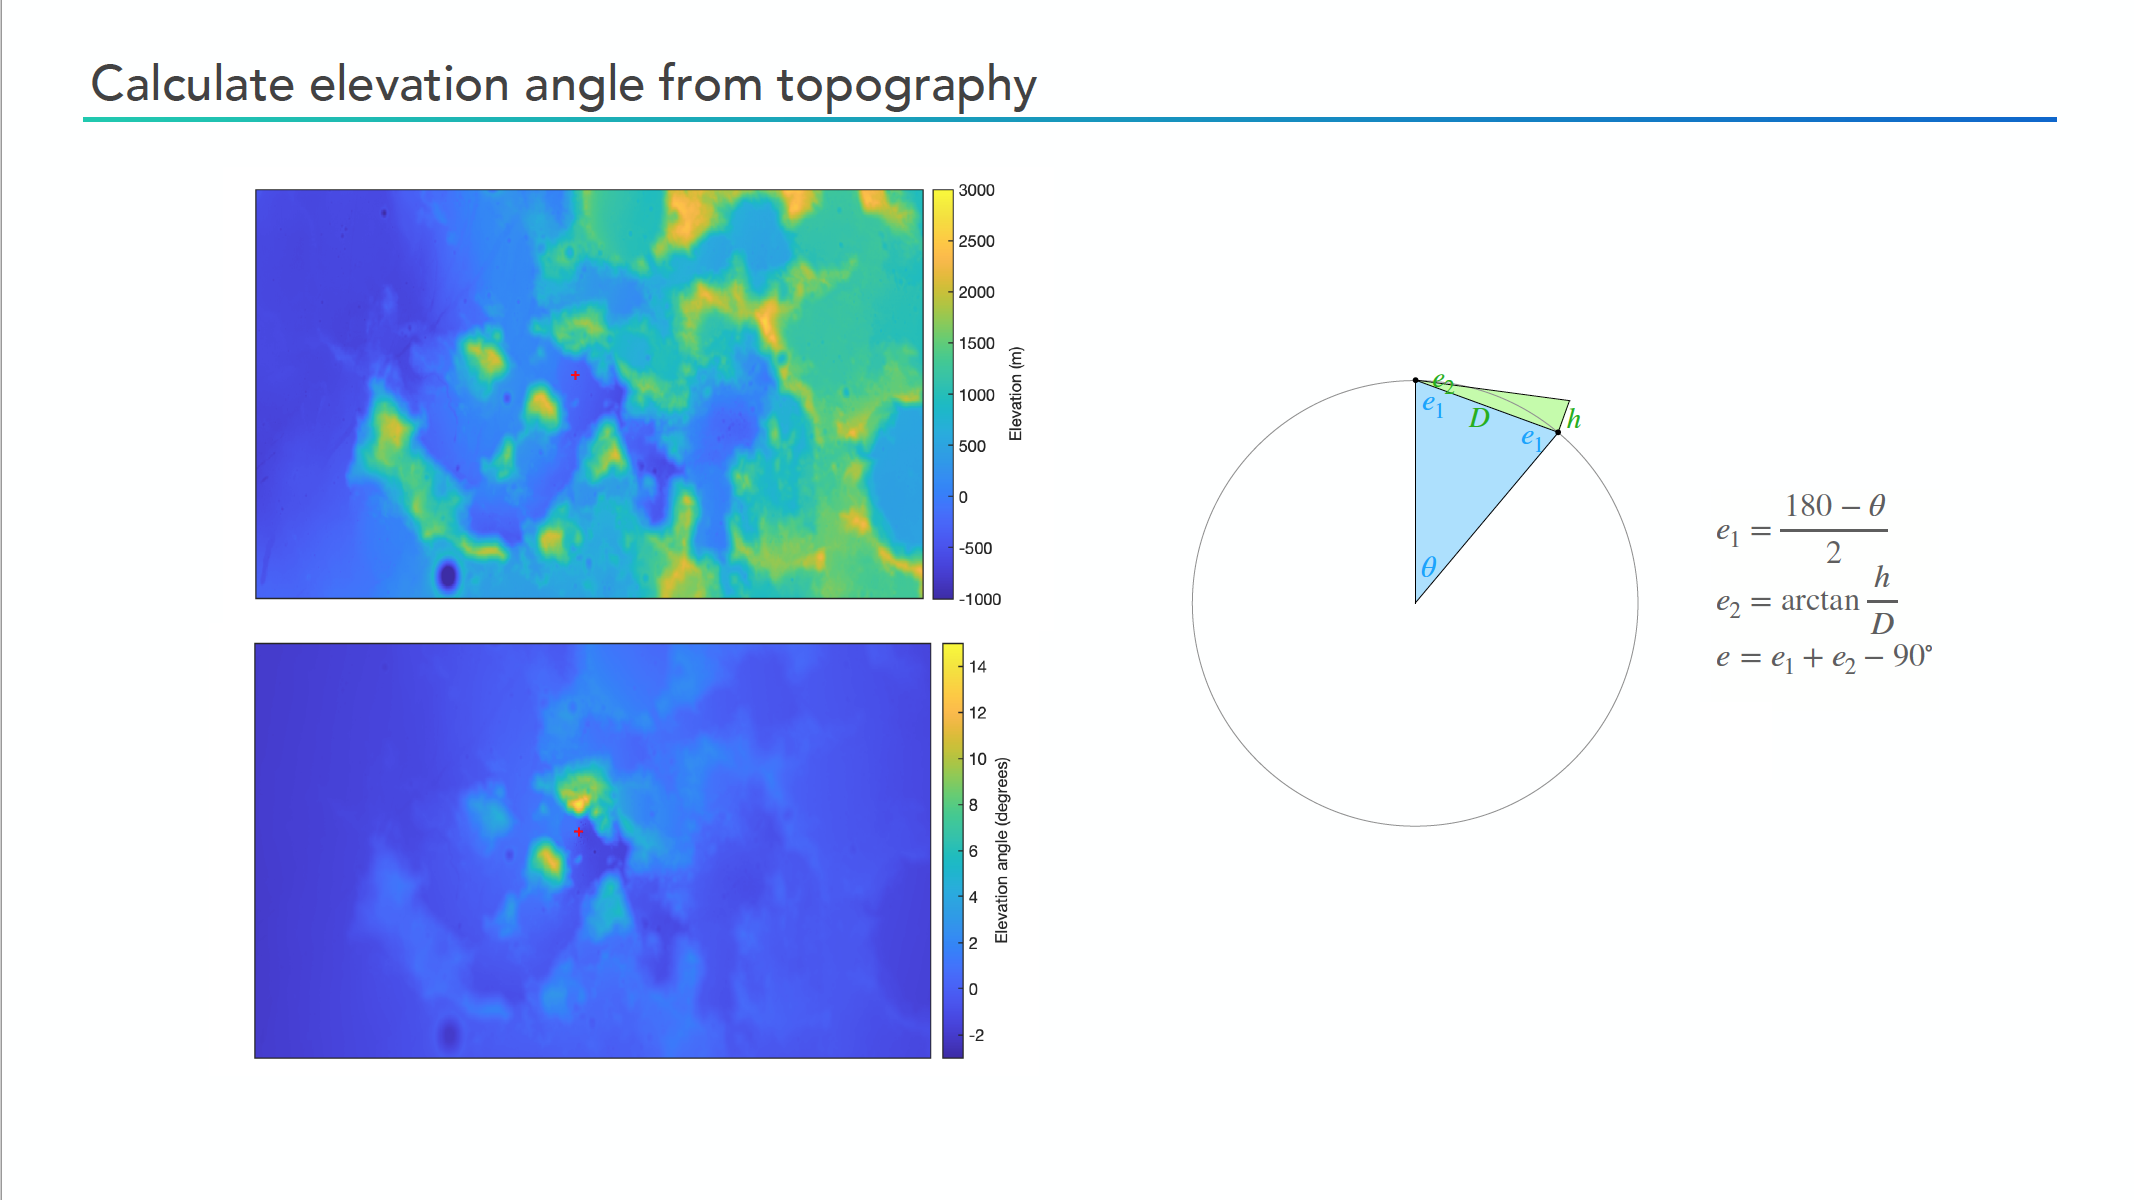 Calculate elevation angle from topography
3000
2500
2000
1500
1000
500
0
-500
-1000
Elevation (m)
14
12
10
8
6
4
2
0
-2
Elevation angle (degrees)
e₂
e₁
D
h
e₁
θ
e₁ = (180 − θ) / 2
e₂ = arctan h / D
e = e₁ + e₂ − 90°